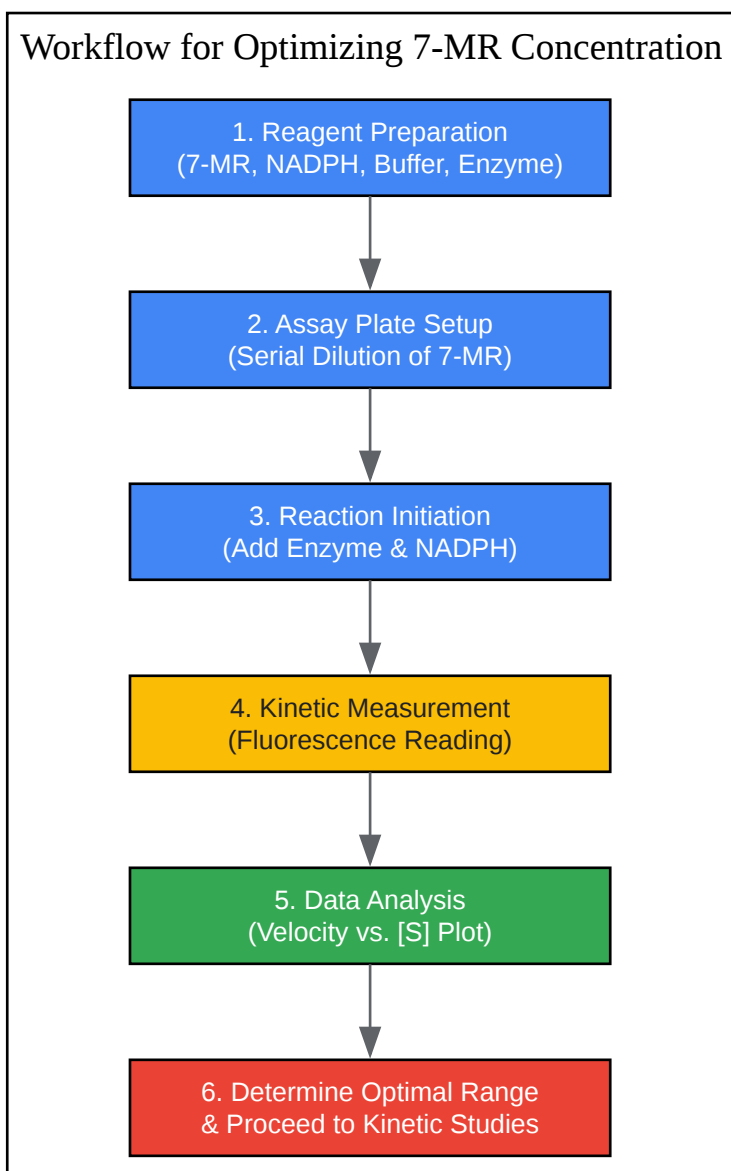 Workflow for Optimizing 7-MR Concentration
1. Reagent Preparation
(7-MR, NADPH, Buffer, Enzyme)
2. Assay Plate Setup
(Serial Dilution of 7-MR)
3. Reaction Initiation
(Add Enzyme & NADPH)
4. Kinetic Measurement
(Fluorescence Reading)
5. Data Analysis
(Velocity vs. [S] Plot)
6. Determine Optimal Range
& Proceed to Kinetic Studies